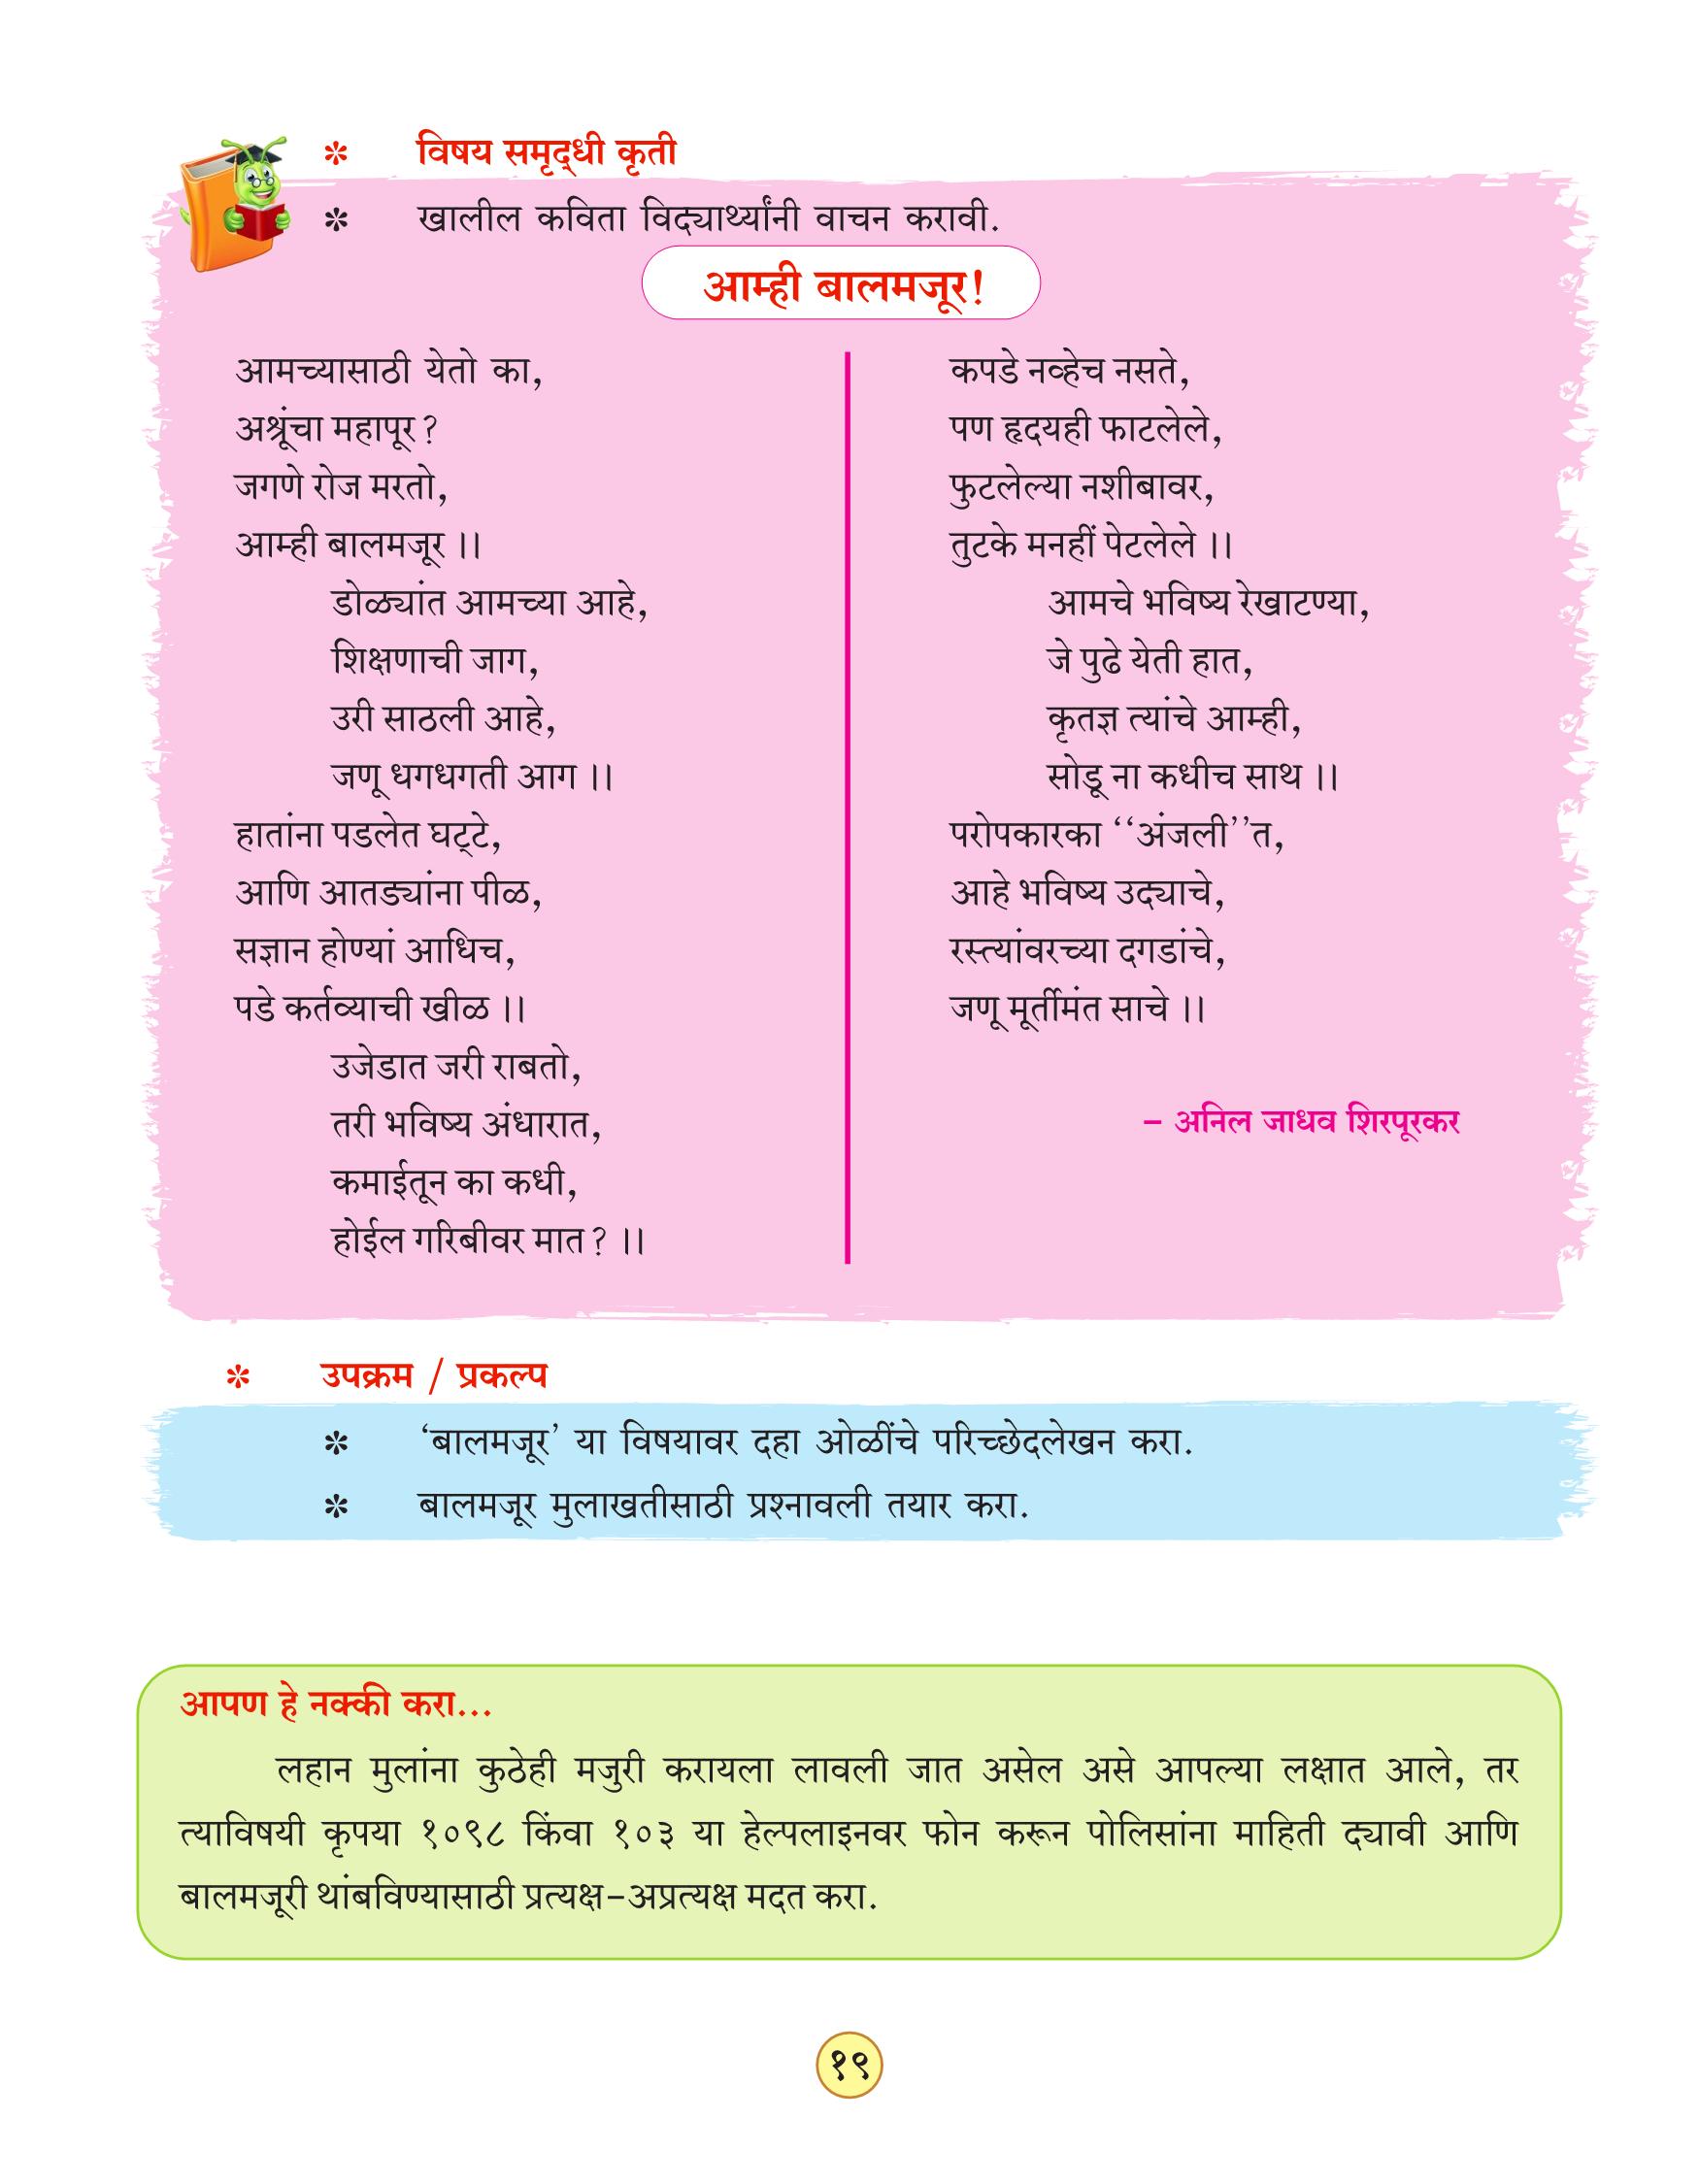 ✽ विषय समृद्धी कृती
✽ खालील कविता विद्यार्थ्यांनी वाचन करावी.
आम्ही बालमजूर!
आमच्यासाठी येतो का,
अश्रूंचा महापूर?
जगणे रोज मरतो,
आम्ही बालमजूर ।।
डोळ्यांत आमच्या आहे,
शिक्षणाची जाग,
उरी साठली आहे,
जणू धगधगती आग ।।
हातांना पडलेत घट्टे,
आणि आतड्यांना पीळ,
सज्ञान होण्यां आधिच,
पडे कर्तव्याची खीळ ।।
उजेडात जरी राबतो,
तरी भविष्य अंधारात,
कमाईतून का कधी,
होईल गरिबीवर मात? ।।
कपडे नव्हेच नसते,
पण हृदयही फाटलेले,
फुटलेल्या नशीबावर,
तुटके मनहीं पेटलेले ।।
आमचे भविष्य रेखाटण्या,
जे पुढे येती हात,
कृतज्ञ त्यांचे आम्ही,
सोडू ना कधीच साथ ।।
परोपकारका ‘‘अंजली’’त,
आहे भविष्य उद्याचे,
रस्त्यांवरच्या दगडांचे,
जणू मूर्तीमंत साचे ।।
– अनिल जाधव शिरपूरकर
✽ उपक्रम / प्रकल्प
✽ ‘बालमजूर’ या विषयावर दहा ओळींचे परिच्छेदलेखन करा.
✽ बालमजूर मुलाखतीसाठी प्रश्नावली तयार करा.
आपण हे नक्की करा...
लहान मुलांना कुठेही मजुरी करायला लावली जात असेल असे आपल्या लक्षात आले, तर
त्याविषयी कृपया १०९८ किंवा १०३ या हेल्पलाइनवर फोन करून पोलिसांना माहिती द्यावी आणि
बालमजूरी थांबविण्यासाठी प्रत्यक्ष-अप्रत्यक्ष मदत करा.
१९